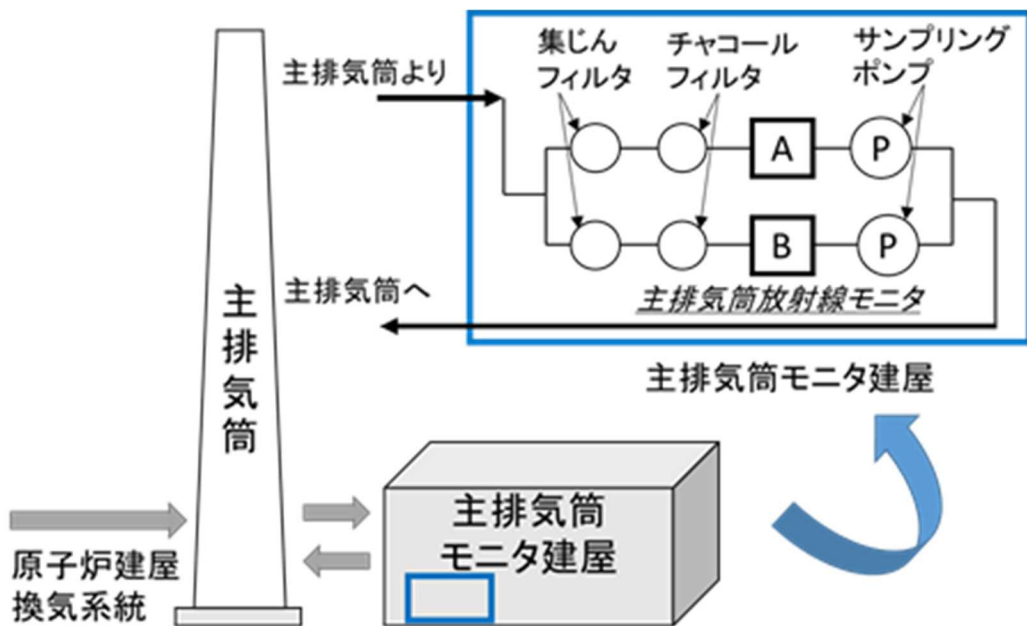 集じん
フィルタ
チャコール
フィルタ
サンプリング
ポンプ
主排気筒より
A
P
B
P
主排気筒放射線モニタ
主排気筒へ
主排気筒モニタ建屋
主排気筒
主排気筒
モニタ建屋
原子炉建屋
換気系統